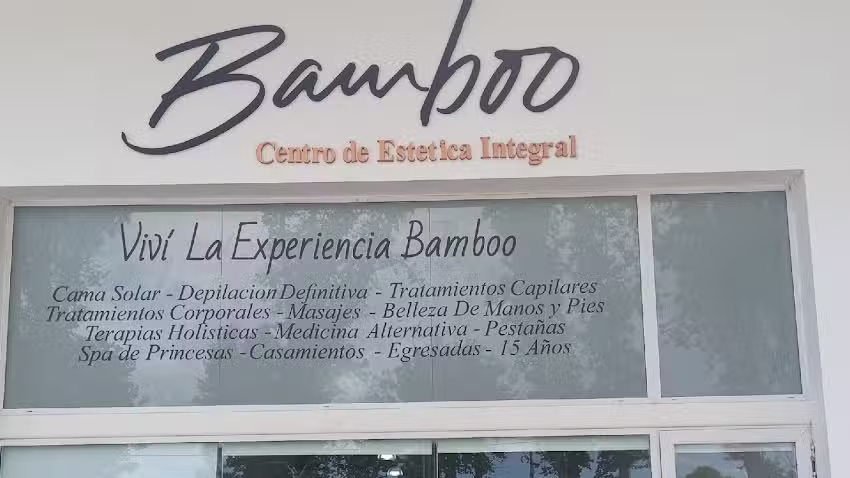 Bamboo
Centro de Estetica Integral
Viví La Experiencia Bamboo
Cama Solar - Depilacion Definitiva - Tratamientos Capilares
Tratamientos Corporales - Masajes - Belleza De Manos y Pies
Terapias Holisticas - Medicina Alternativa - Pestañas
Spa de Princesas - Casamientos - Egresadas - 15 Años